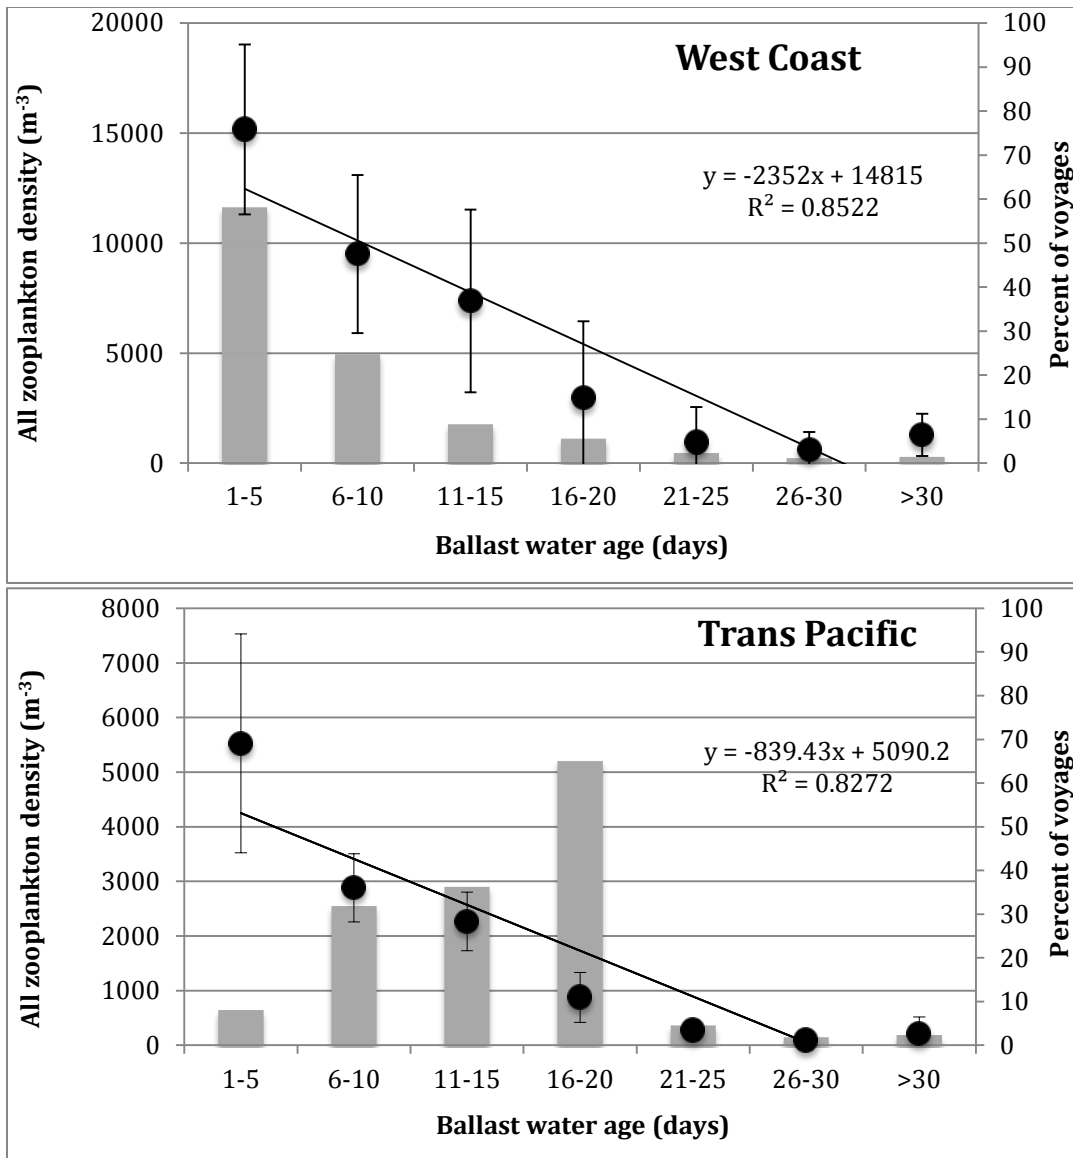 West Coast
All zooplankton density (m⁻³)
20000
15000
10000
5000
0
y = -2352x + 14815
R² = 0.8522
100
90
80
70
60
50
40
30
20
10
0
Percent of voyages
1-5 6-10 11-15 16-20 21-25 26-30 >30
Ballast water age (days)
Trans Pacific
All zooplankton density (m⁻³)
8000
7000
6000
5000
4000
3000
2000
1000
0
y = -839.43x + 5090.2
R² = 0.8272
100
90
80
70
60
50
40
30
20
10
0
Percent of voyages
1-5 6-10 11-15 16-20 21-25 26-30 >30
Ballast water age (days)